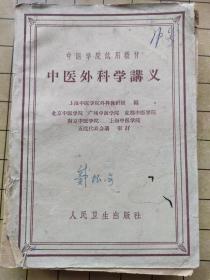 中医学院試用教材
中医外科学講义
上海中医学院外科教研組 編
北京中医学院 广州中医学院 成都中医学院
南京中医学院 上海中医学院
五院代表会議 审訂
人民卫生出版社